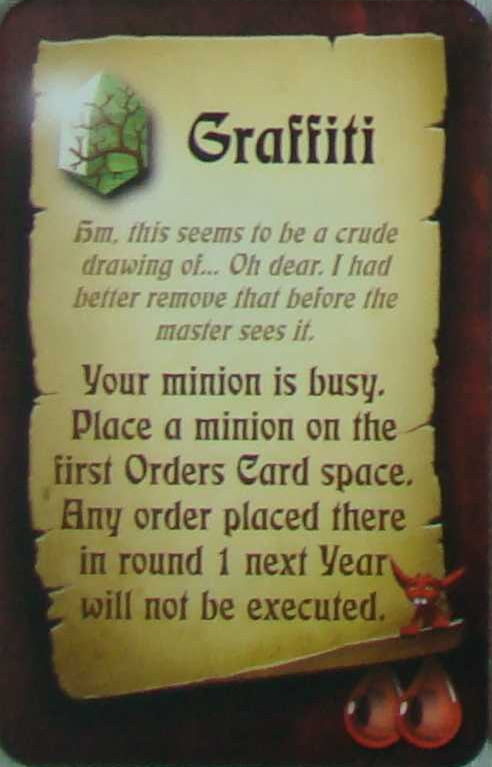 Graffiti
Hm, this seems to be a crude
drawing of... Oh dear. I had
better remove that before the
master sees it.
Your minion is busy.
Place a minion on the
first Orders Card space.
Any order placed there
in round 1 next Year
will not be executed.